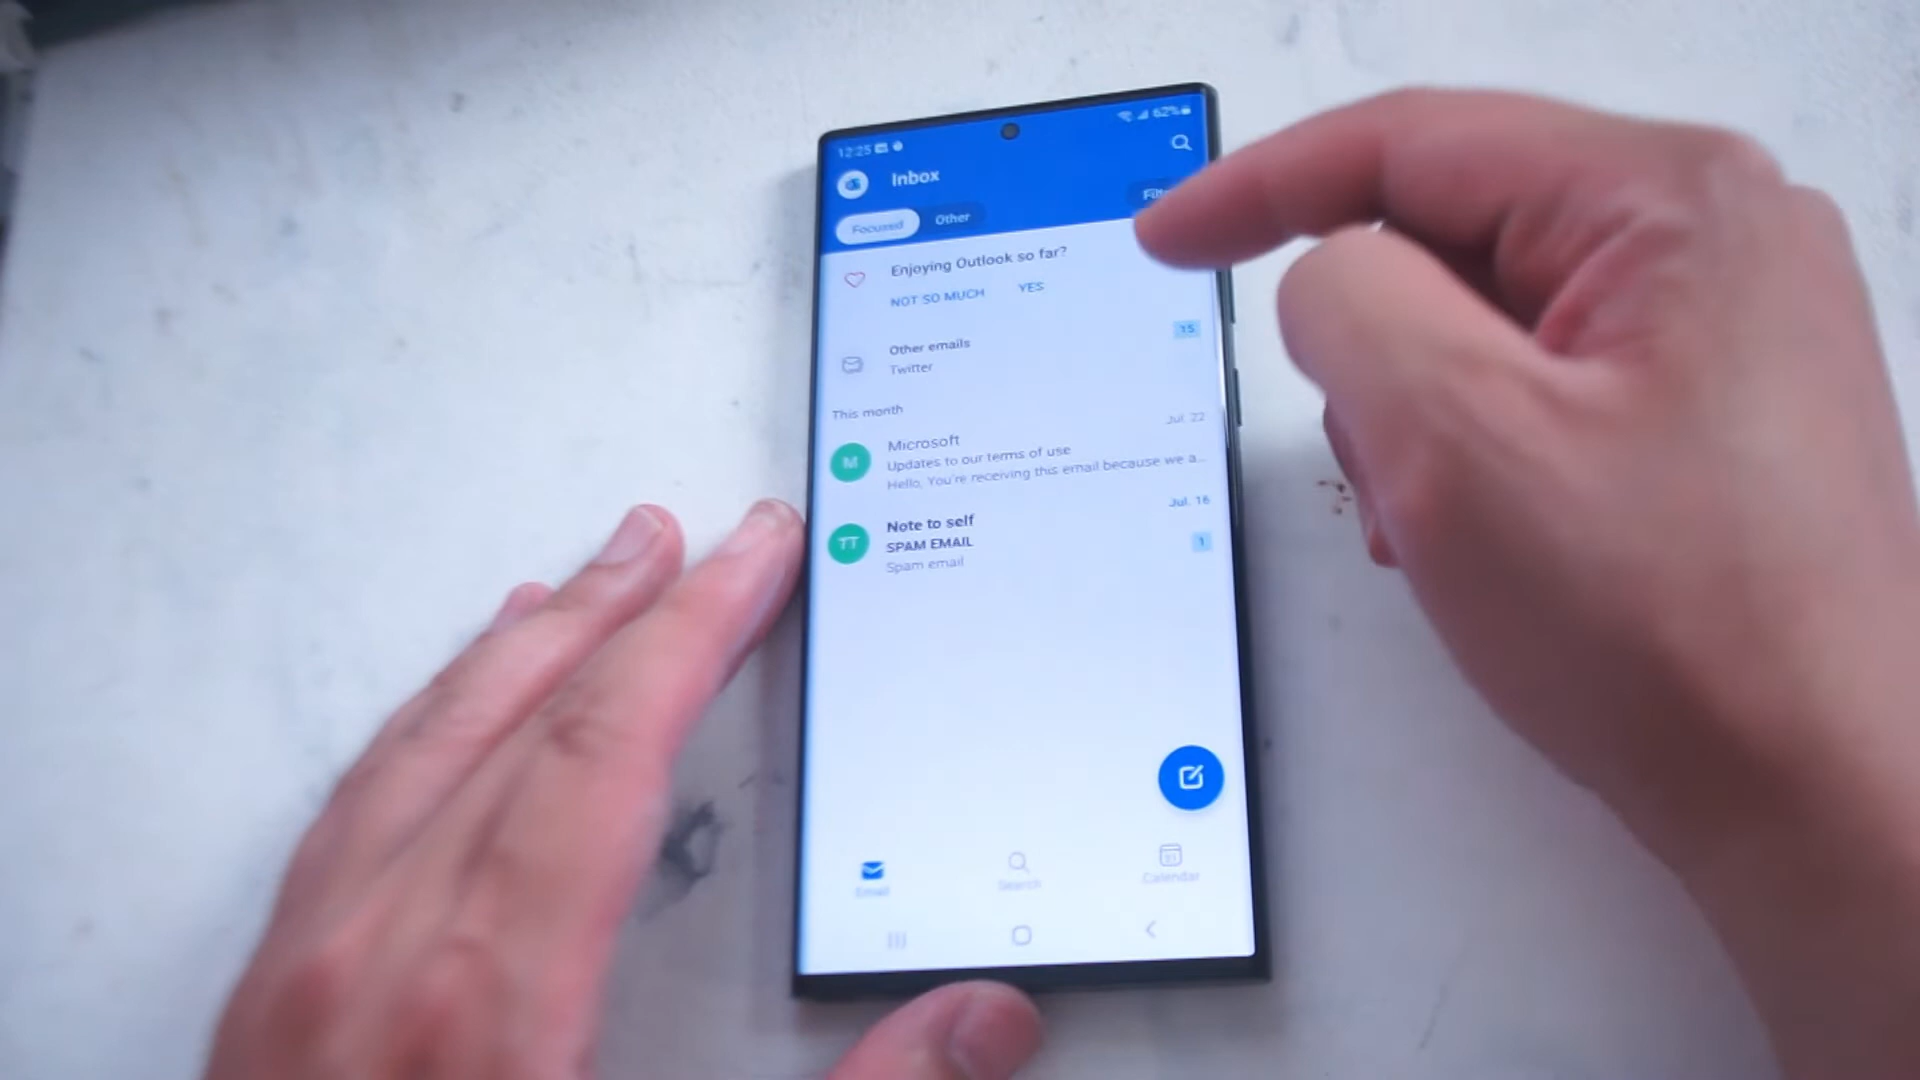 12:25
62%
Inbox
Focused
Other
Enjoying Outlook so far?
NOT SO MUCH
YES
Other emails
15
Twitter
This month
M
Microsoft
Jul. 22
Updates to our terms of use
Hello, You're receiving this email because we a...
TT
Note to self
Jul. 16
SPAM EMAIL
1
Spam email
Email
Search
Calendar